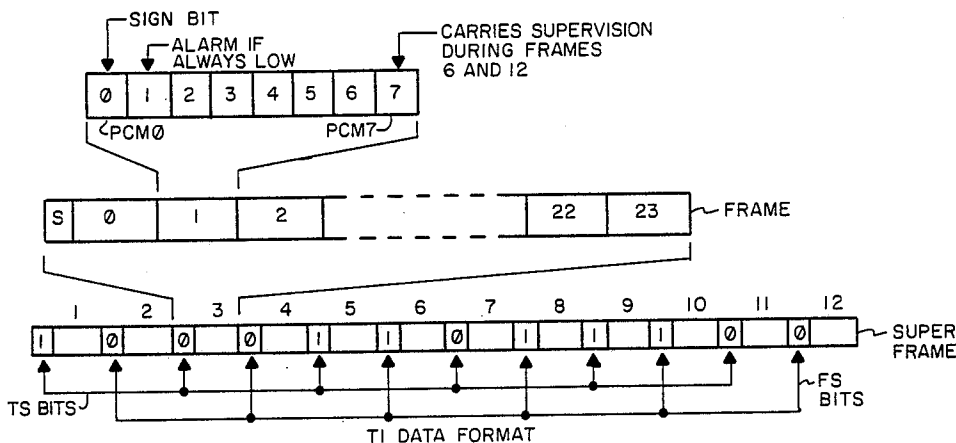 SIGN BIT
ALARM IF
ALWAYS LOW
CARRIES SUPERVISION
DURING FRAMES
6 AND 12
Ø 1 2 3 4 5 6 7
PCMØ
PCM7
S Ø 1 2 22 23
FRAME
1 2 3 4 5 6 7 8 9 10 11 12
1 Ø Ø Ø 1 1 Ø 1 1 1 Ø Ø
SUPER
FRAME
TS BITS
FS
BITS
T1 DATA FORMAT